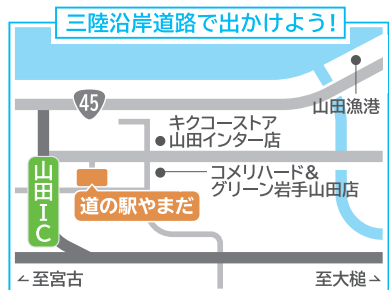 三陸沿岸道路で出かけよう!
45
山田漁港
キクコーストア
山田インター店
コメリハード&
グリーン岩手山田店
山田IC
道の駅やまだ
←至宮古
至大槌→